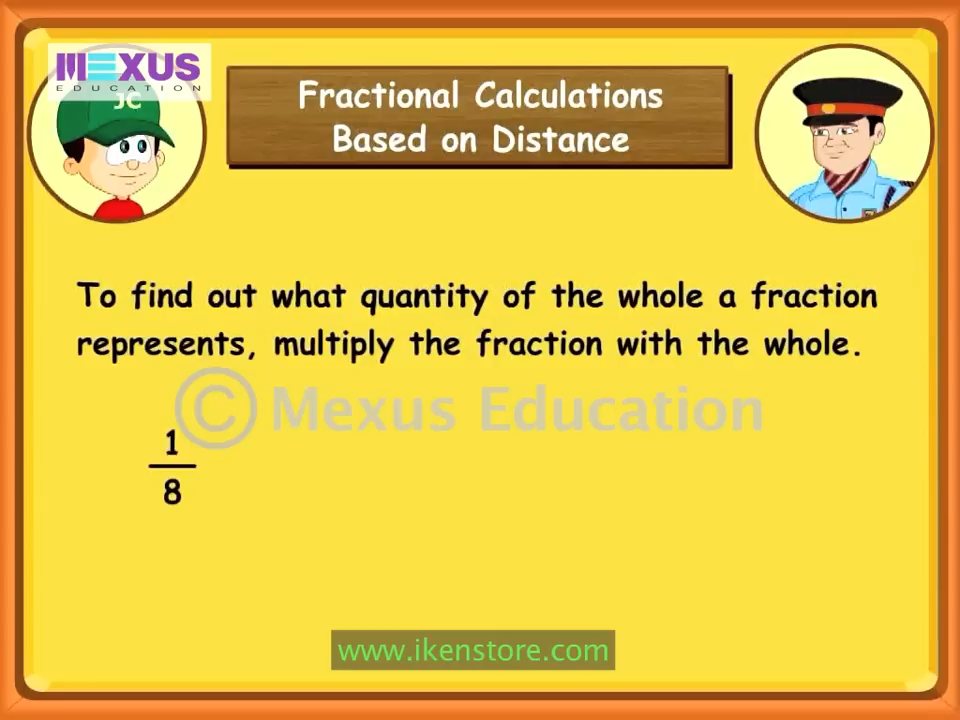 MEXUS
EDUCATION
JC
Fractional Calculations
Based on Distance
To find out what quantity of the whole a fraction
represents, multiply the fraction with the whole.
© Mexus Education
1
8
www.ikenstore.com